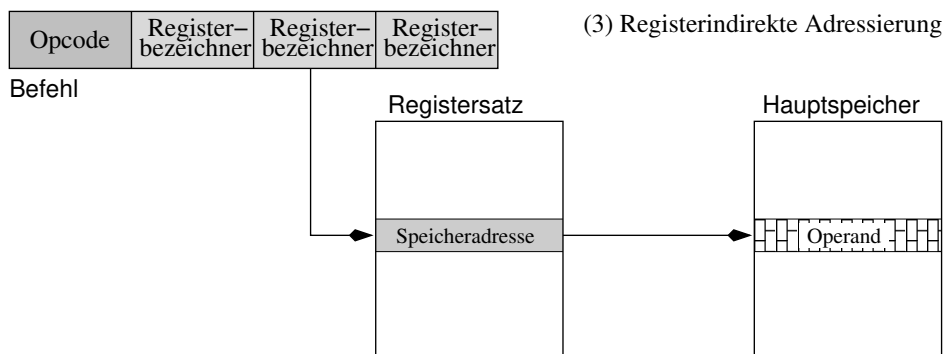 (3) Registerindirekte Adressierung
Opcode
Register–
bezeichner
Register–
bezeichner
Register–
bezeichner
Befehl
Registersatz
Hauptspeicher
Speicheradresse
Operand